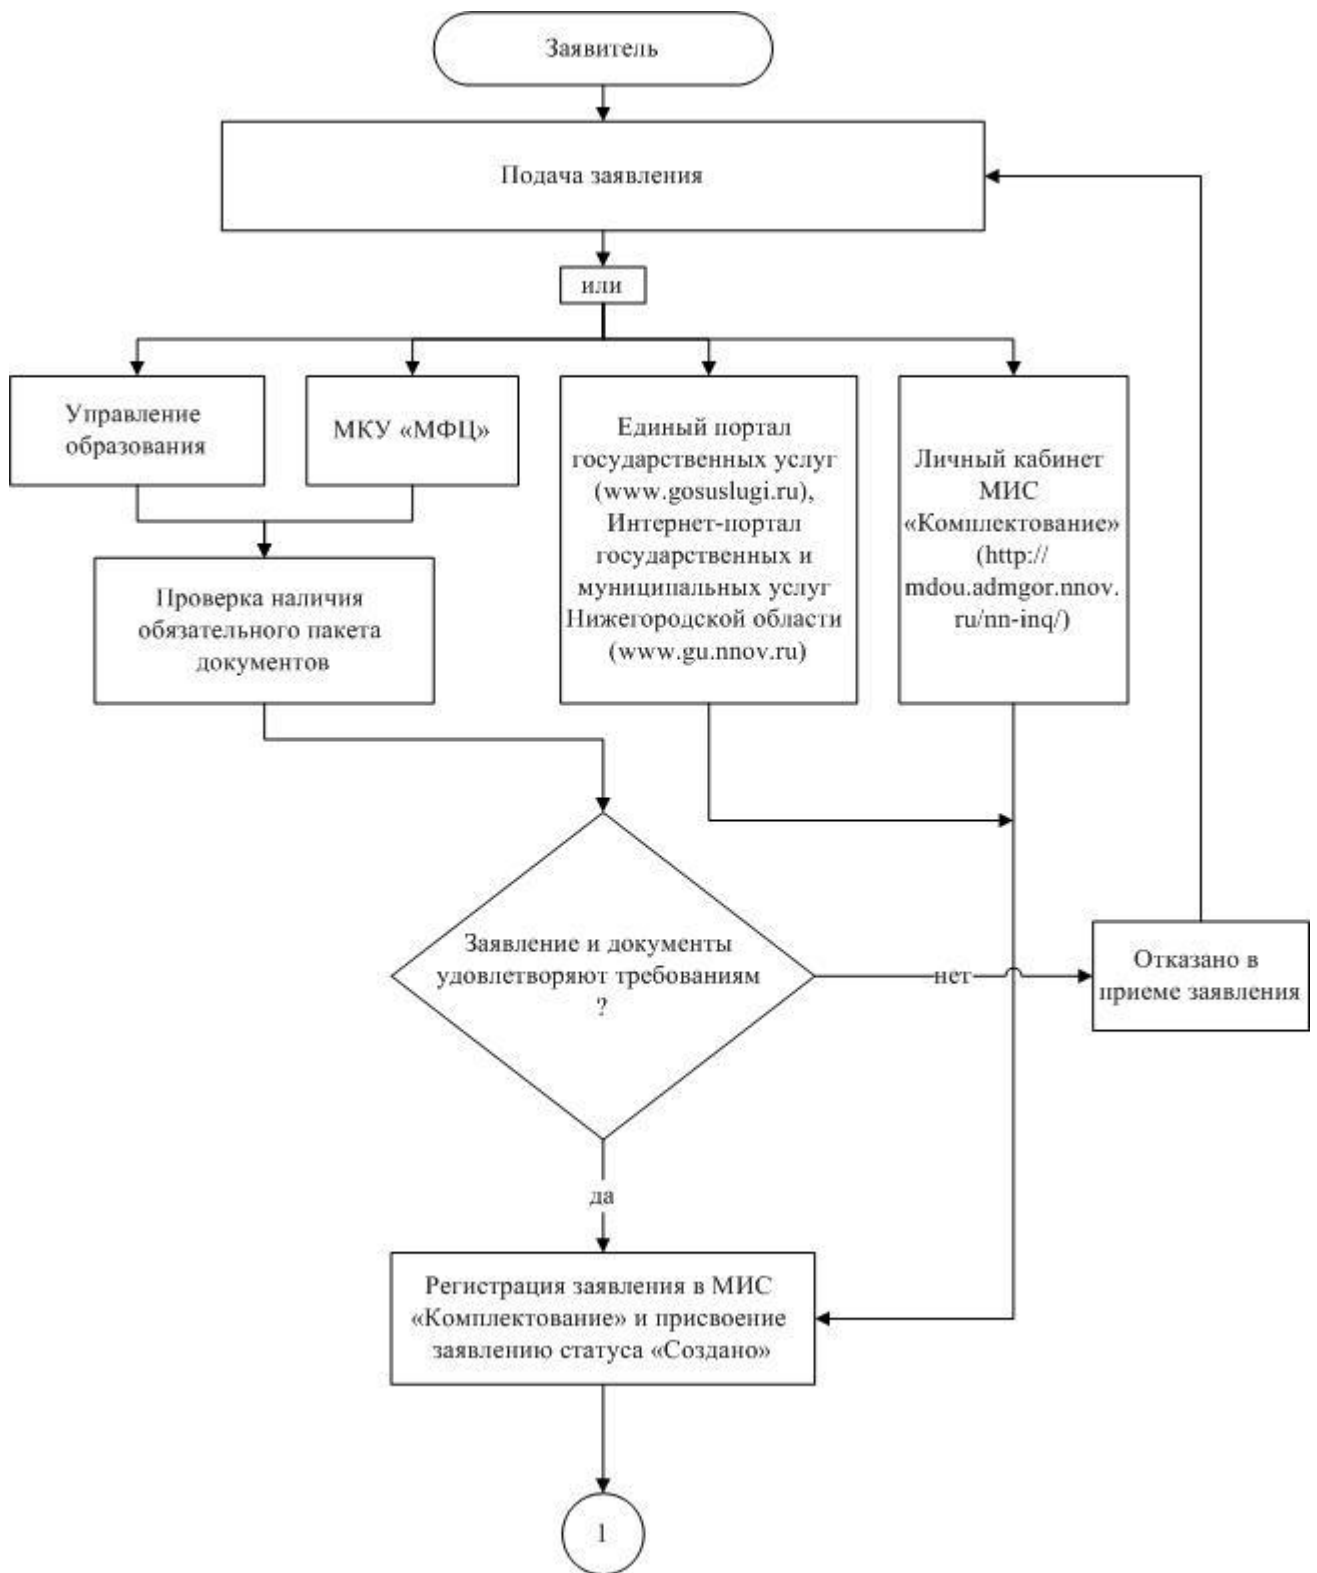 Заявитель
Подача заявления
или
Управление
образования
МКУ «МФЦ»
Единый портал
государственных услуг
(www.gosuslugi.ru),
Интернет-портал
государственных и
муниципальных услуг
Нижегородской области
(www.gu.nnov.ru)
Личный кабинет
МИС
«Комплектование»
(http://
mdou.admgor.nnov.
ru/nn-inq/)
Проверка наличия
обязательного пакета
документов
Заявление и документы
удовлетворяют требованиям
?
нет
Отказано в
приеме заявления
да
Регистрация заявления в МИС
«Комплектование» и присвоение
заявлению статуса «Создано»
1